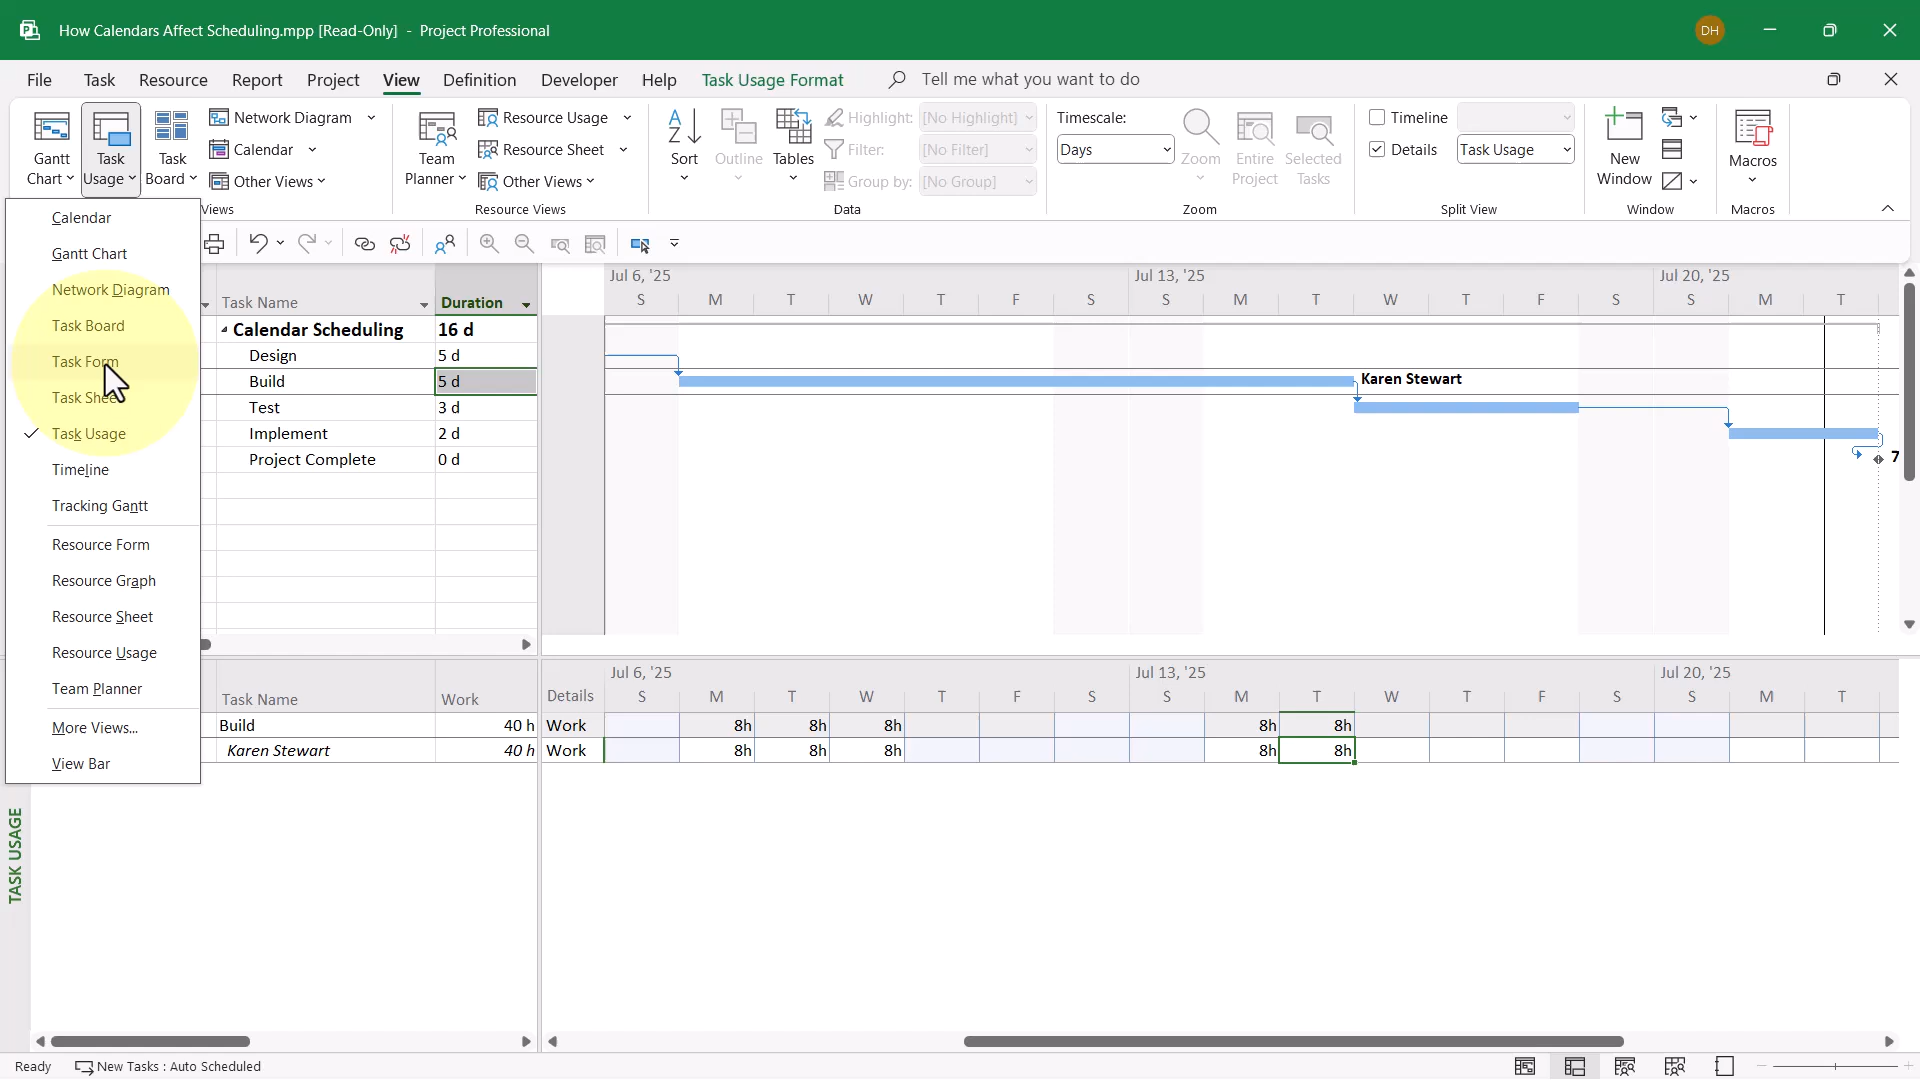 How Calendars Affect Scheduling.mpp [Read-Only] - Project Professional
DH
File Task Resource Report Project View Definition Developer Help Task Usage Format Tell me what you want to do
Gantt Chart
Task Usage
Task Board
Network Diagram
Calendar
Other Views
Team Planner
Resource Usage
Resource Sheet
Other Views
Sort
Outline
Tables
Highlight: [No Highlight]
Filter: [No Filter]
Group by: [No Group]
Timescale:
Days
Zoom
Entire Project
Selected Tasks
Timeline
Details Task Usage
New Window
Macros
Views
Resource Views
Data
Zoom
Split View
Window
Macros
Calendar
Gantt Chart
Network Diagram
Task Board
Task Form
Task Shee
Task Usage
Timeline
Tracking Gantt
Resource Form
Resource Graph
Resource Sheet
Resource Usage
Team Planner
More Views...
View Bar
Task Name Duration
Calendar Scheduling 16 d
Design 5 d
Build 5 d
Test 3 d
Implement 2 d
Project Complete 0 d
Jul 6, '25 Jul 13, '25 Jul 20, '25
S M T W T F S S M T W T F S S M T
Karen Stewart
7
Task Name Work Details
Jul 6, '25 Jul 13, '25 Jul 20, '25
S M T W T F S S M T W T F S S M T
Build 40 h Work 8h 8h 8h 8h 8h
Karen Stewart 40 h Work 8h 8h 8h 8h 8h
TASK USAGE
Ready New Tasks : Auto Scheduled